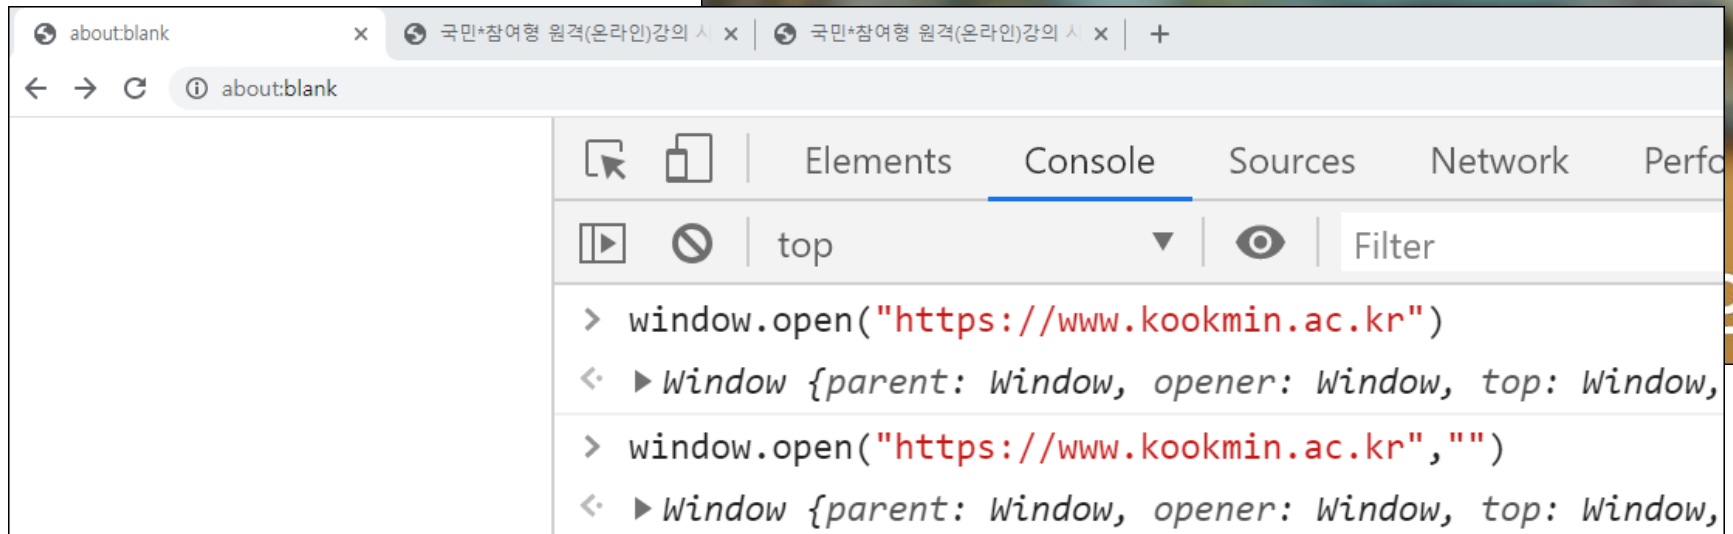 about:blank
국민*참여형 원격(온라인)강의 시
국민*참여형 원격(온라인)강의 시
about:blank
Elements Console Sources Network Perfo
top Filter
window.open("https://www.kookmin.ac.kr")
Window {parent: Window, opener: Window, top: Window,
window.open("https://www.kookmin.ac.kr","")
Window {parent: Window, opener: Window, top: Window,